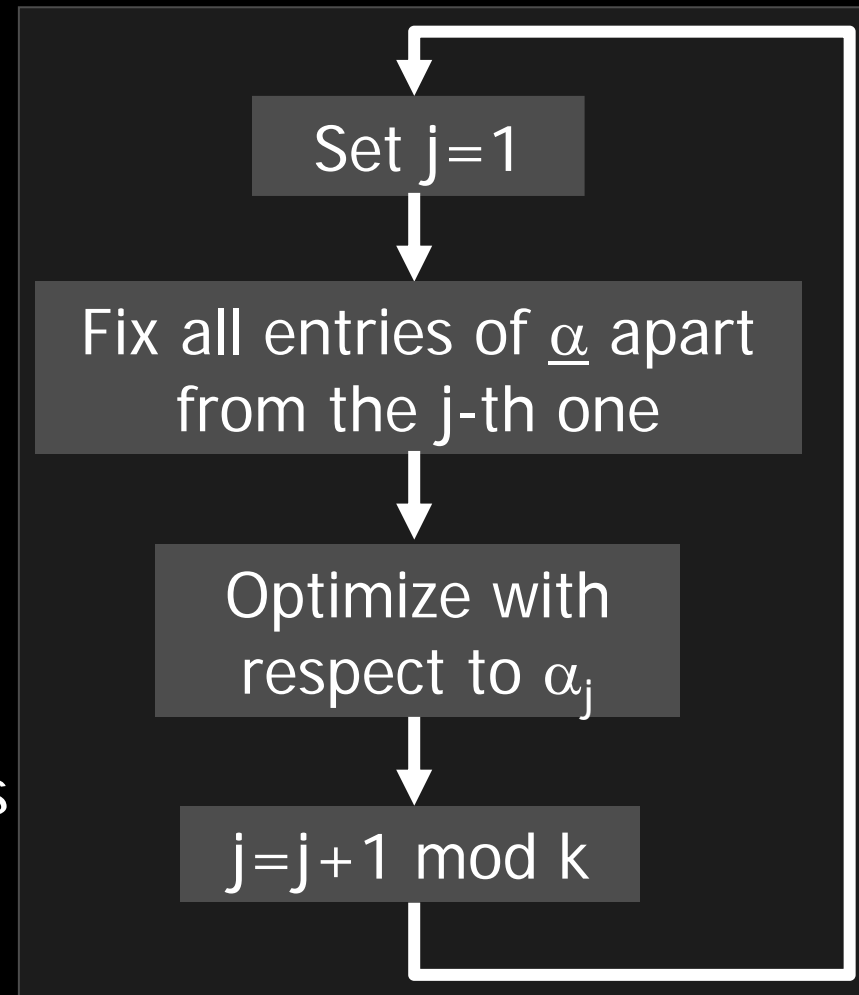 Set j=1
Fix all entries of α apart
from the j-th one
Optimize with
respect to αj
s
j=j+1 mod k